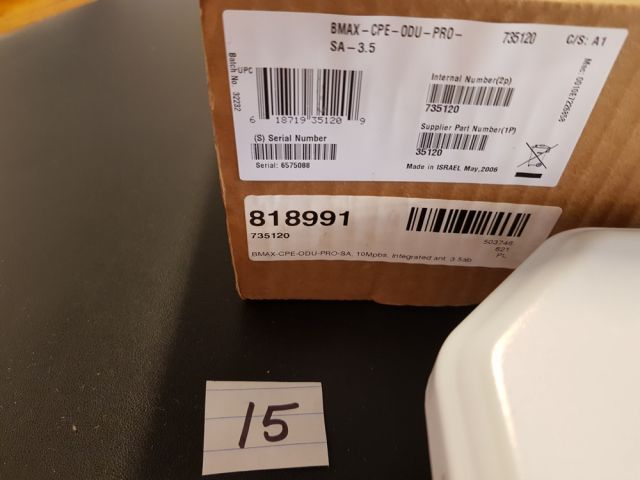 BMAX-CPE-ODU-PRO- 735120 C/S: A1
SA-3.5
Batch No 32232
UPC
6 18719 35120 9
Internal Number(2p)
735120
Supplier Part Number(1P)
35120
(S) Serial Number
Serial: 6575088
Made in ISRAEL May,2006
818991
735120
503746
621
PL
BMAX-CPE-ODU-PRO-SA, 10Mpbs, Integrated ant. 3.5ab
15